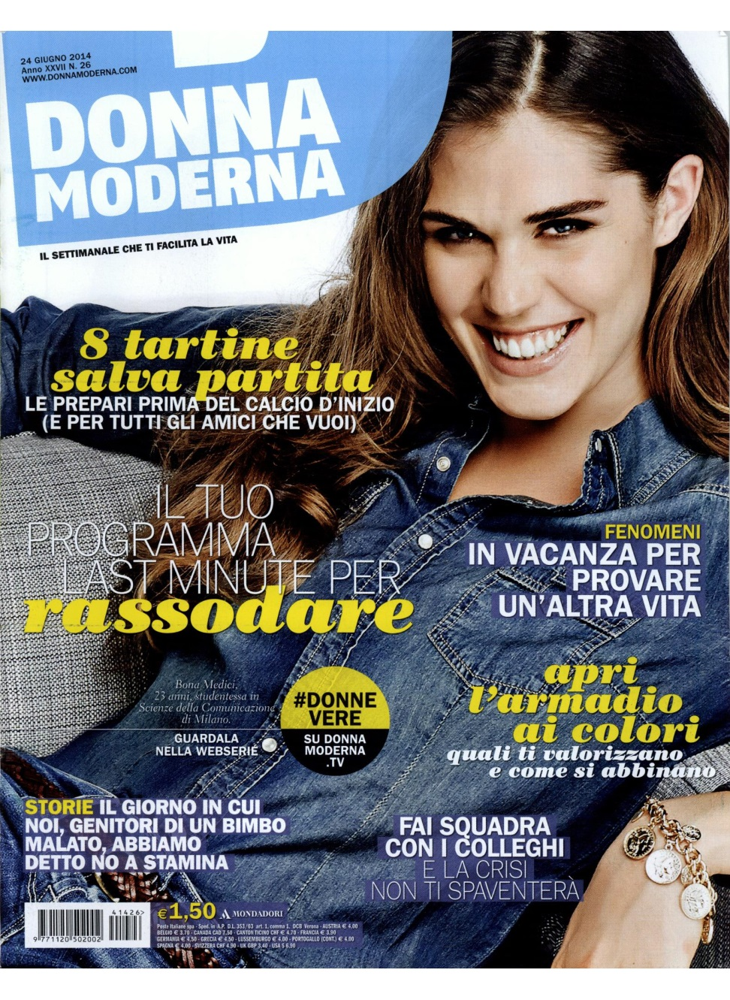 24 GIUGNO 2014
Anno XXVII N. 26
WWW.DONNAMODERNA.COM
DONNA
MODERNA
IL SETTIMANALE CHE TI FACILITA LA VITA
8 tartine
salva partita
LE PREPARI PRIMA DEL CALCIO D'INIZIO
(E PER TUTTI GLI AMICI CHE VUOI)
IL TUO
PROGRAMMA
LAST MINUTE PER
rassodare
FENOMENI
IN VACANZA PER
PROVARE
UN'ALTRA VITA
apri
l'armadio
ai colori
quali ti valorizzano
e come si abbinano
Bona Medici,
23 anni, studentessa in
Scienze della Comunicazione
di Milano.
GUARDALA
NELLA WEBSERIE
#DONNE
VERE
SU DONNA
MODERNA
.TV
STORIE IL GIORNO IN CUI
NOI, GENITORI DI UN BIMBO
MALATO, ABBIAMO
DETTO NO A STAMINA
FAI SQUADRA
CON I COLLEGHI
E LA CRISI
NON TI SPAVENTERÀ
41426>
9 771120 502002
€1,50 MONDADORI
Poste Italiane spa - Sped. in A.P. D.L. 353/03 art. 1, comma 1, DCB Verona - AUSTRIA € 4,00
BELGIO € 3,70 - CANADA CAD 7,50 - CANTON TICINO CHF 4,70 - FRANCIA € 3,90
GERMANIA € 4,50 - GRECIA € 4,50 - LUSSEMBURGO € 4,00 - PORTOGALLO (CONT.) € 4,00
SPAGNA € 4,00 - SVIZZERA CHF 4,90 - UK GBP 3,40 - USA $ 6,90